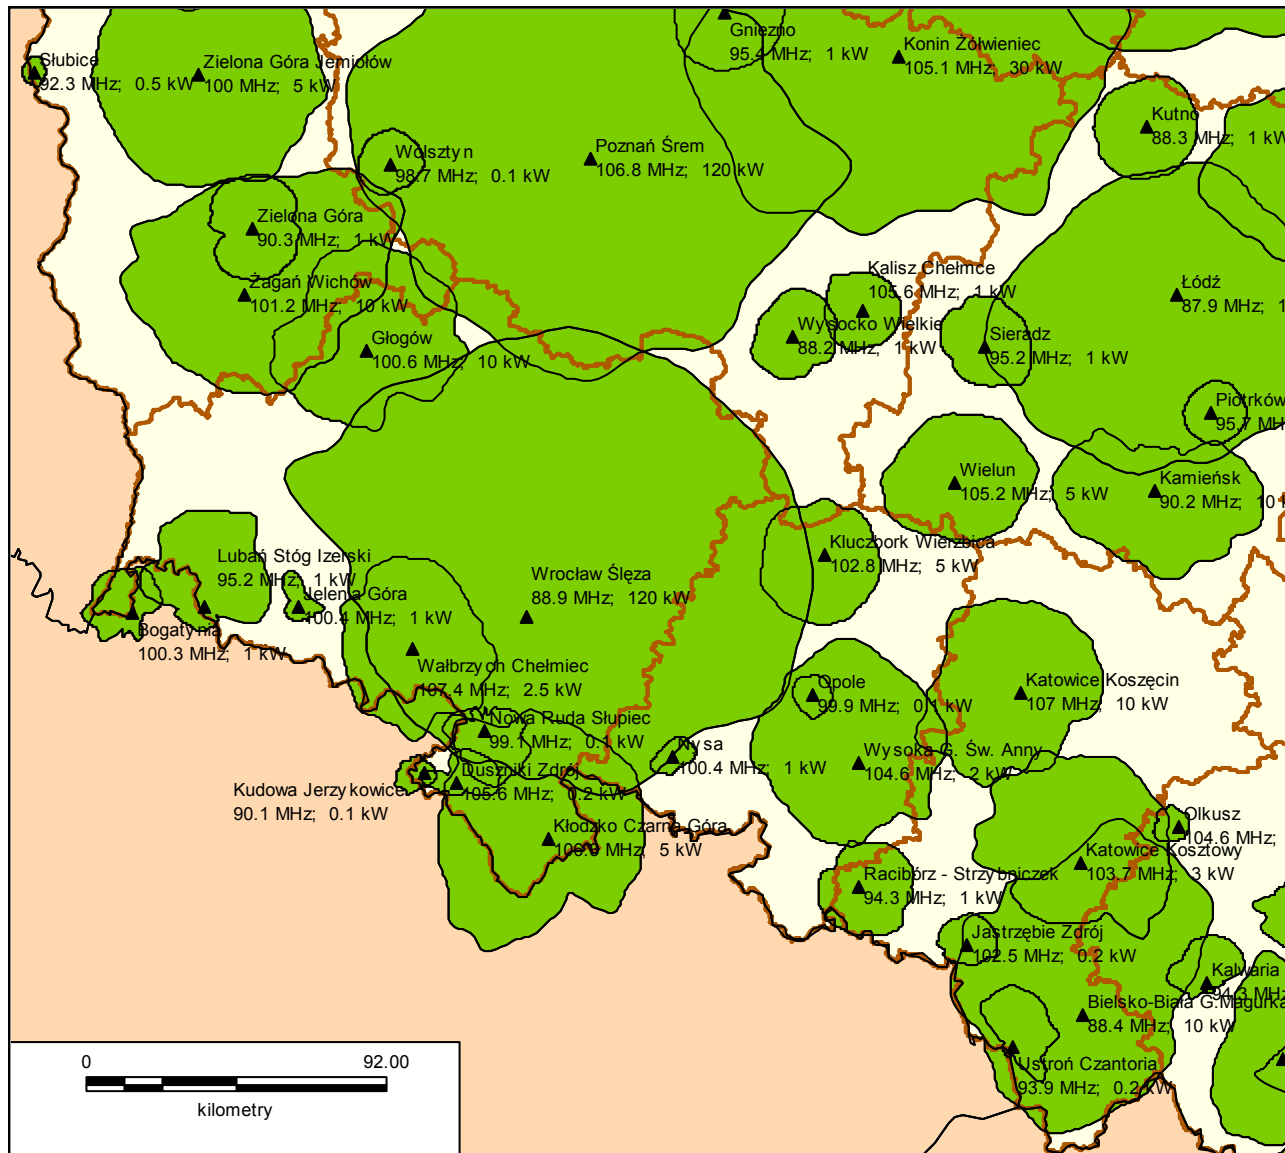 Gniezno
95.4 MHz; 1 kW
Konin Żółwieniec
105.1 MHz; 30 kW
Słubice
92.3 MHz; 0.5 kW
Zielona Góra Jemiołów
100 MHz; 5 kW
Kutno
88.3 MHz; 1 kW
Wolsztyn
98.7 MHz; 0.1 kW
Poznań Śrem
106.8 MHz; 120 kW
Zielona Góra
90.3 MHz; 1 kW
Żagań Wichów
101.2 MHz; 10 kW
Kalisz Chełmce
105.6 MHz; 1 kW
Łódź
87.9 MHz; 1
Głogów
100.6 MHz; 10 kW
Wysocko Wielkie
88.2 MHz; 1 kW
Sieradz
95.2 MHz; 1 kW
Piotrków
95.7 MHz
Wielun
105.2 MHz; 5 kW
Kamieńsk
90.2 MHz; 10 k
Kluczbork Wierzbica
102.8 MHz; 5 kW
Lubań Stóg Izerski
95.2 MHz; 1 kW
Jelenia Góra
100.4 MHz; 1 kW
Wrocław Ślęza
88.9 MHz; 120 kW
Bogatynia
100.3 MHz; 1 kW
Wałbrzych Chełmiec
107.4 MHz; 2.5 kW
Opole
99.9 MHz; 0.1 kW
Katowice Koszęcin
107 MHz; 10 kW
Nowa Ruda Słupiec
99.1 MHz; 0.1 kW
Nysa
100.4 MHz; 1 kW
Wysoka G. Św. Anny
104.6 MHz; 2 kW
Duszniki Zdrój
105.6 MHz; 0.2 kW
Kudowa Jerzykowice
90.1 MHz; 0.1 kW
Kłodzko Czarna Góra
MHz; 5 kW
Olkusz
104.6 MHz;
Katowice Kosztowy
103.7 MHz; 3 kW
Racibórz - Strzybniczek
94.3 MHz; 1 kW
Jastrzębie Zdrój
102.5 MHz; 0.2 kW
Kalwaria
94.3 MHz
Bielsko-Biała G.Magurka
88.4 MHz; 10 kW
Ustroń Czantoria
93.9 MHz; 0.2 kW
0 92.00
kilometry